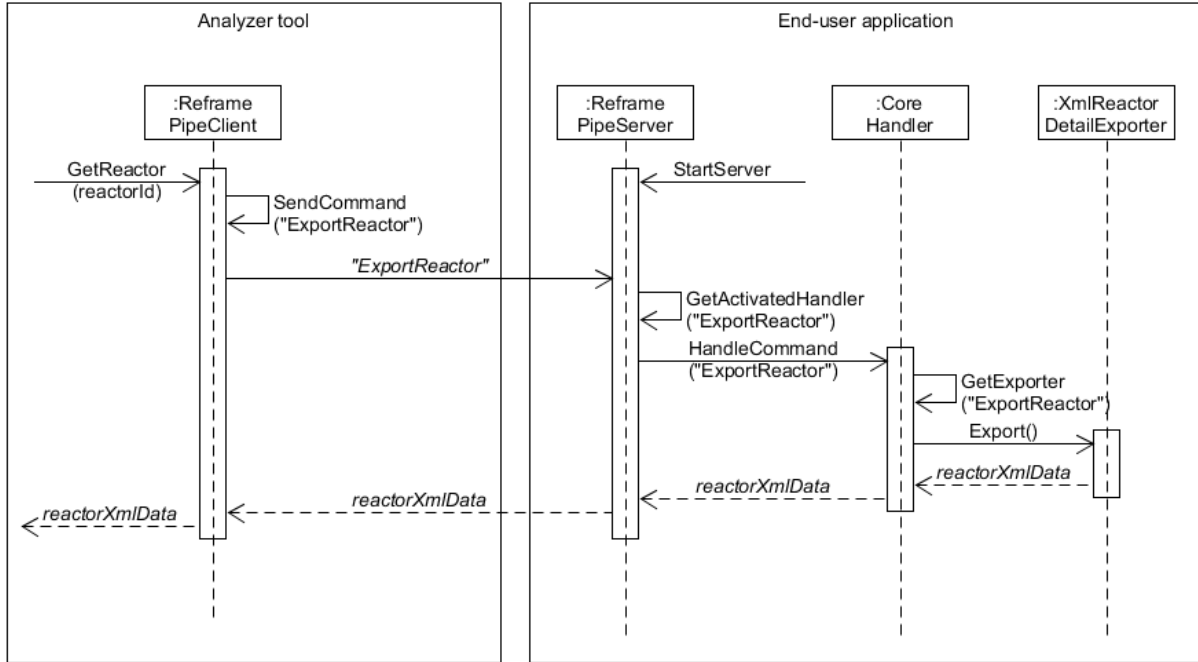 Analyzer tool
End-user application
:Reframe
PipeClient
:Reframe
PipeServer
:Core
Handler
:XmlReactor
DetailExporter
GetReactor
(reactorId)
StartServer
SendCommand
("ExportReactor")
"ExportReactor"
GetActivatedHandler
("ExportReactor")
HandleCommand
("ExportReactor")
GetExporter
("ExportReactor")
Export()
reactorXmlData
reactorXmlData
reactorXmlData
reactorXmlData